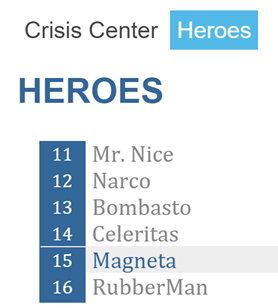 Crisis Center Heroes
HEROES
11 Mr. Nice
12 Narco
13 Bombasto
14 Celeritas
15 Magneta
16 RubberMan